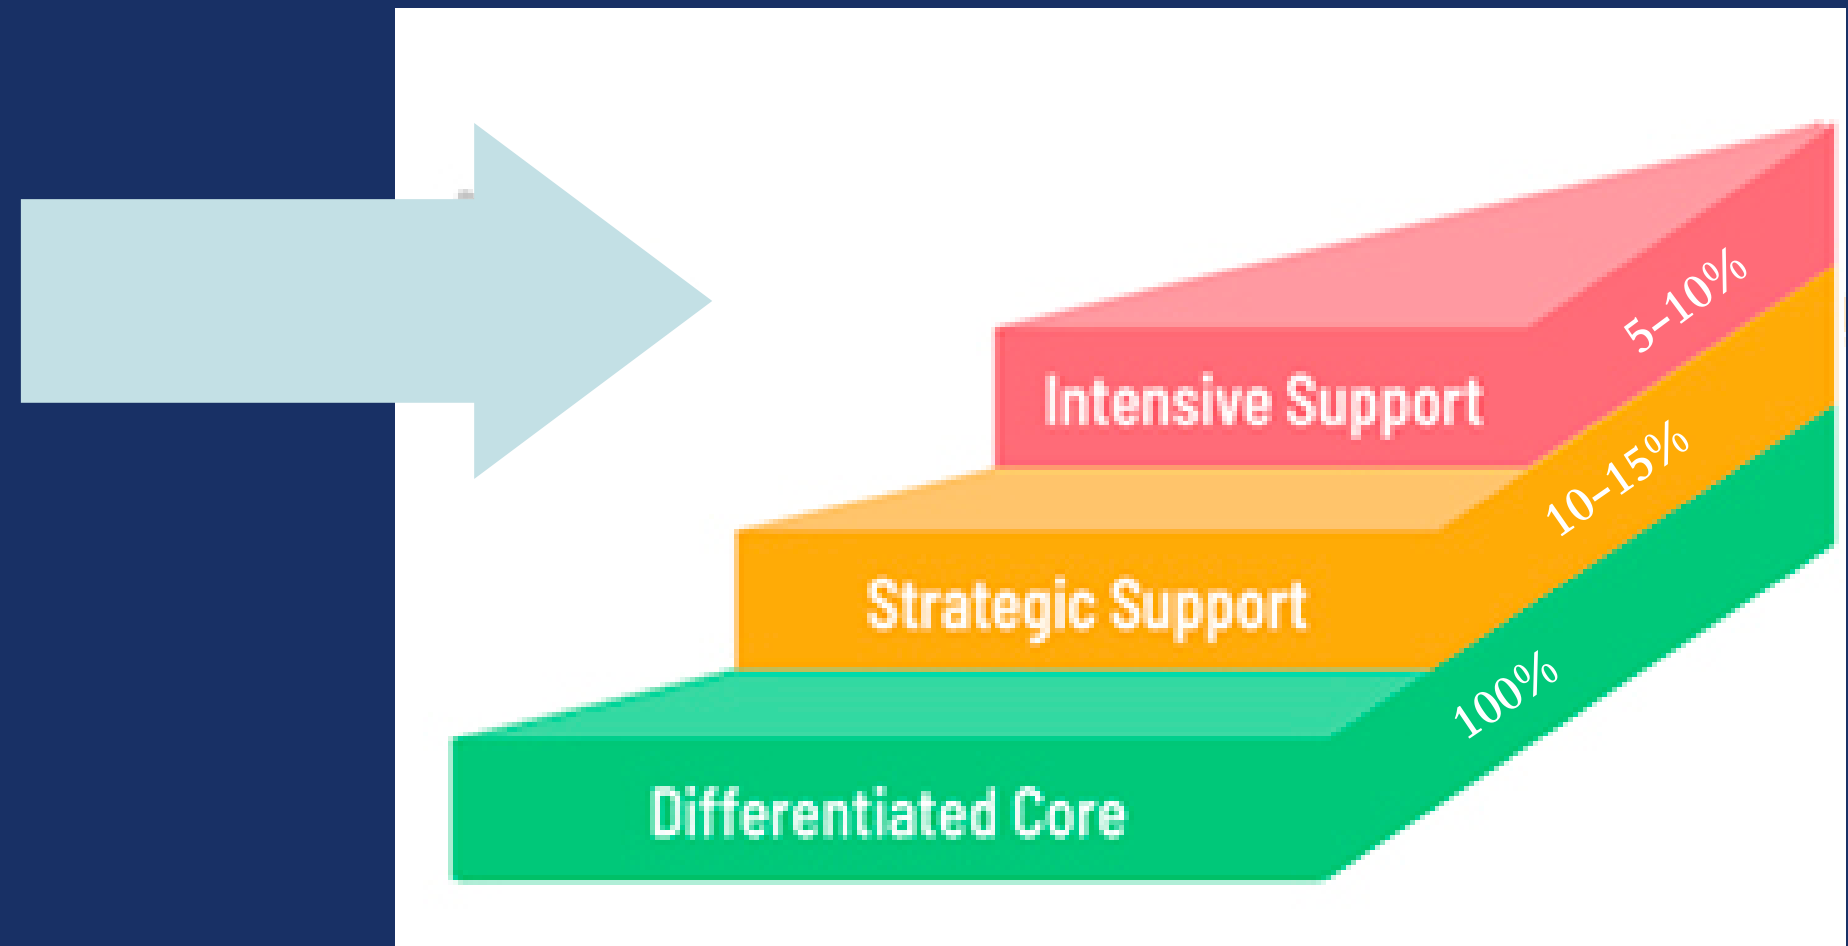 5–10%
Intensive Support
10–15%
Strategic Support
100%
Differentiated Core